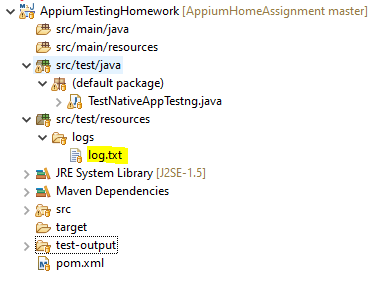 AppiumTestingHomework [AppiumHomeAssignment master]
src/main/java
src/main/resources
src/test/java
(default package)
TestNativeAppTestng.java
src/test/resources
logs
log.txt
JRE System Library [J2SE-1.5]
Maven Dependencies
src
target
test-output
pom.xml